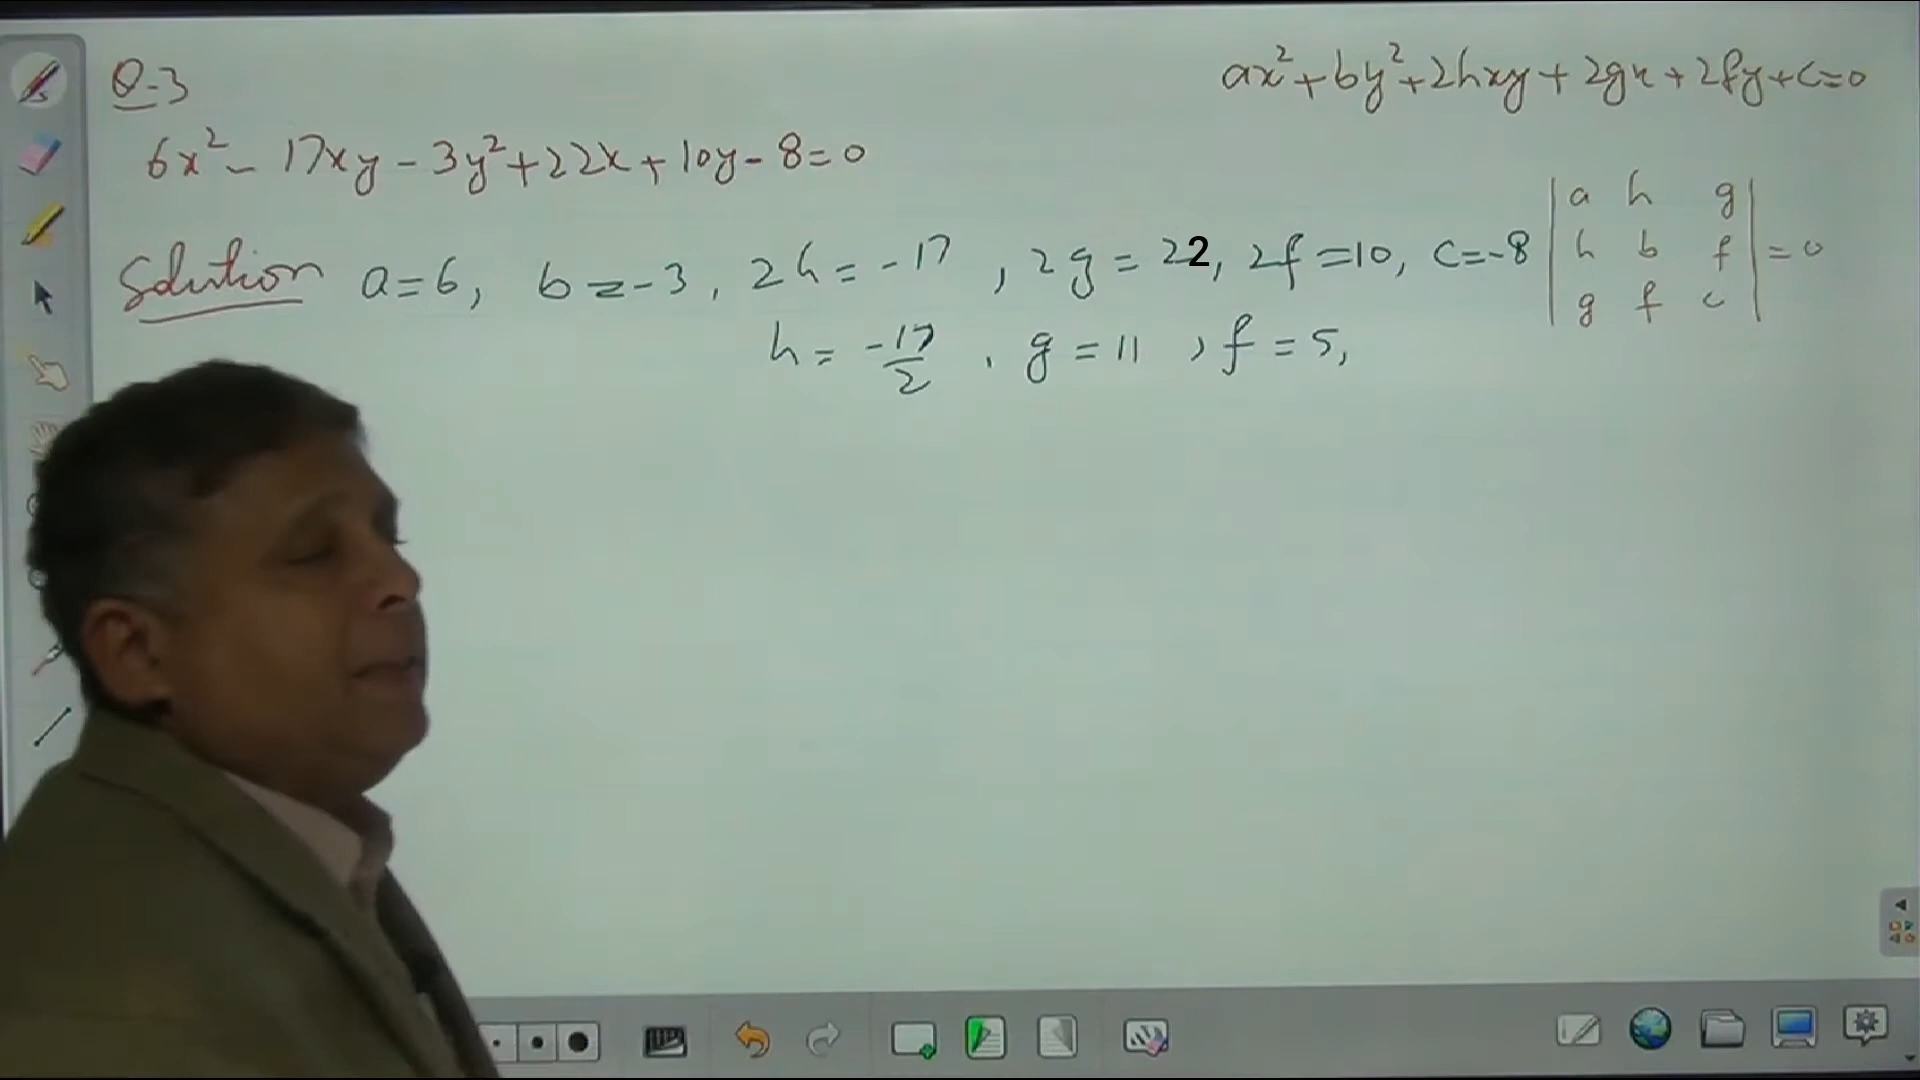 Q-3
ax²+by²+2hxy+2gx+2fy+c=0
6x²-17xy-3y²+22x+10y-8=0
Solution a=6, b=-3, 2h=-17, 2g=22, 2f=10, c=-8
h=-17/2, g=11, f=5,
|a h g|
|h b f|=0
|g f c|